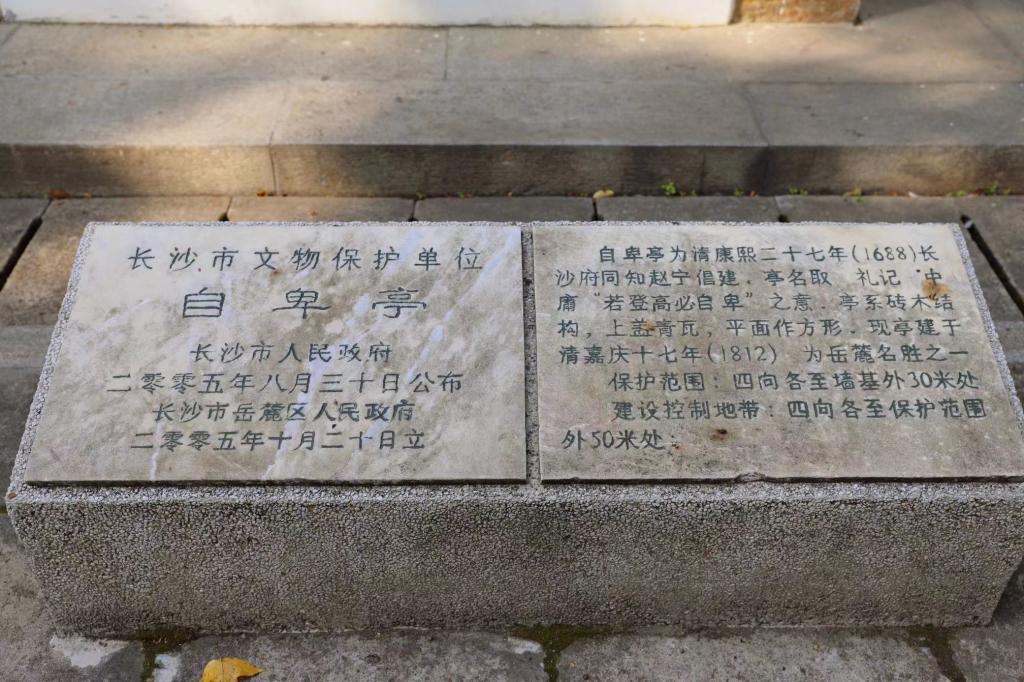 长沙市文物保护单位
自卑亭
长沙市人民政府
二零零五年八月三十日公布
长沙市岳麓区人民政府
二零零五年十月二十日立
自卑亭为清康熙二十七年(1688)长
沙府同知赵宁倡建．亭名取 礼记 中
庸“若登高必自卑”之意．亭系砖木结
构，上盖青瓦，平面作方形．现亭建于
清嘉庆十七年(1812) 为岳麓名胜之一
保护范围：四向各至墙基外30米处
建设控制地带：四向各至保护范围
外50米处．